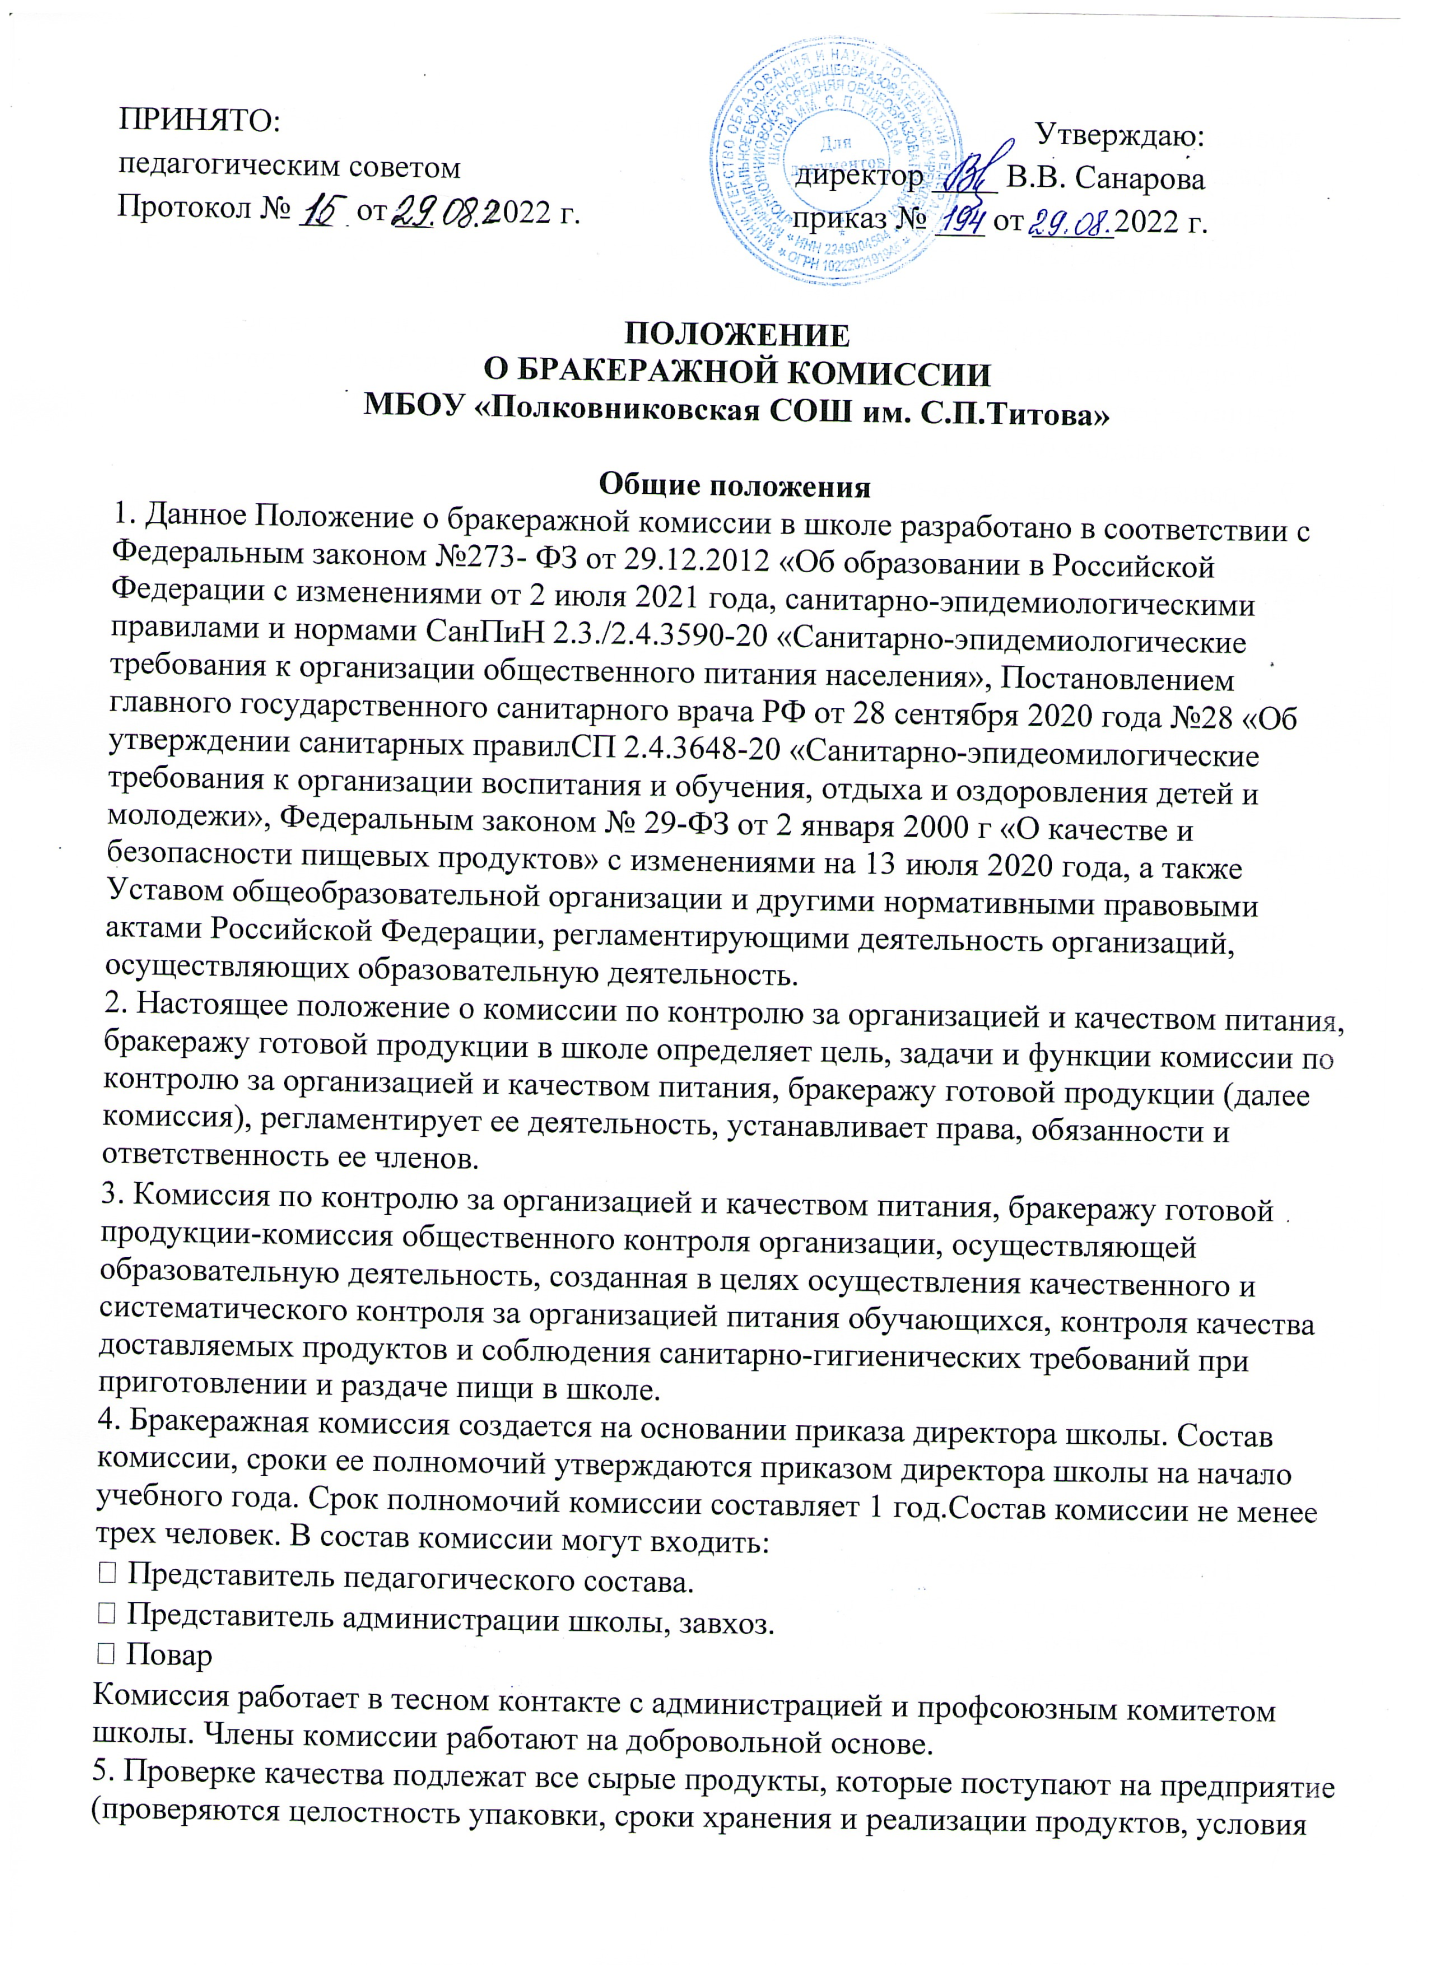 ПРИНЯТО:
педагогическим советом
Протокол № 15 от 29.08.2022 г.
Утверждаю:
директор В.В. Санарова
приказ № 194 от 29.08.2022 г.
Для
документов
ПОЛОЖЕНИЕ
О БРАКЕРАЖНОЙ КОМИССИИ
МБОУ «Полковниковская СОШ им. С.П.Титова»
Общие положения
1. Данное Положение о бракеражной комиссии в школе разработано в соответствии с
Федеральным законом №273- ФЗ от 29.12.2012 «Об образовании в Российской
Федерации с изменениями от 2 июля 2021 года, санитарно-эпидемиологическими
правилами и нормами СанПиН 2.3./2.4.3590-20 «Санитарно-эпидемиологические
требования к организации общественного питания населения», Постановлением
главного государственного санитарного врача РФ от 28 сентября 2020 года №28 «Об
утверждении санитарных правилСП 2.4.3648-20 «Санитарно-эпидеомилогические
требования к организации воспитания и обучения, отдыха и оздоровления детей и
молодежи», Федеральным законом № 29-ФЗ от 2 января 2000 г «О качестве и
безопасности пищевых продуктов» с изменениями на 13 июля 2020 года, а также
Уставом общеобразовательной организации и другими нормативными правовыми
актами Российской Федерации, регламентирующими деятельность организаций,
осуществляющих образовательную деятельность.
2. Настоящее положение о комиссии по контролю за организацией и качеством питания,
бракеражу готовой продукции в школе определяет цель, задачи и функции комиссии по
контролю за организацией и качеством питания, бракеражу готовой продукции (далее
комиссия), регламентирует ее деятельность, устанавливает права, обязанности и
ответственность ее членов.
3. Комиссия по контролю за организацией и качеством питания, бракеражу готовой
продукции-комиссия общественного контроля организации, осуществляющей
образовательную деятельность, созданная в целях осуществления качественного и
систематического контроля за организацией питания обучающихся, контроля качества
доставляемых продуктов и соблюдения санитарно-гигиенических требований при
приготовлении и раздаче пищи в школе.
4. Бракеражная комиссия создается на основании приказа директора школы. Состав
комиссии, сроки ее полномочий утверждаются приказом директора школы на начало
учебного года. Срок полномочий комиссии составляет 1 год.Состав комиссии не менее
трех человек. В состав комиссии могут входить:
Представитель педагогического состава.
Представитель администрации школы, завхоз.
Повар
Комиссия работает в тесном контакте с администрацией и профсоюзным комитетом
школы. Члены комиссии работают на добровольной основе.
5. Проверке качества подлежат все сырые продукты, которые поступают на предприятие
(проверяются целостность упаковки, сроки хранения и реализации продуктов, условия